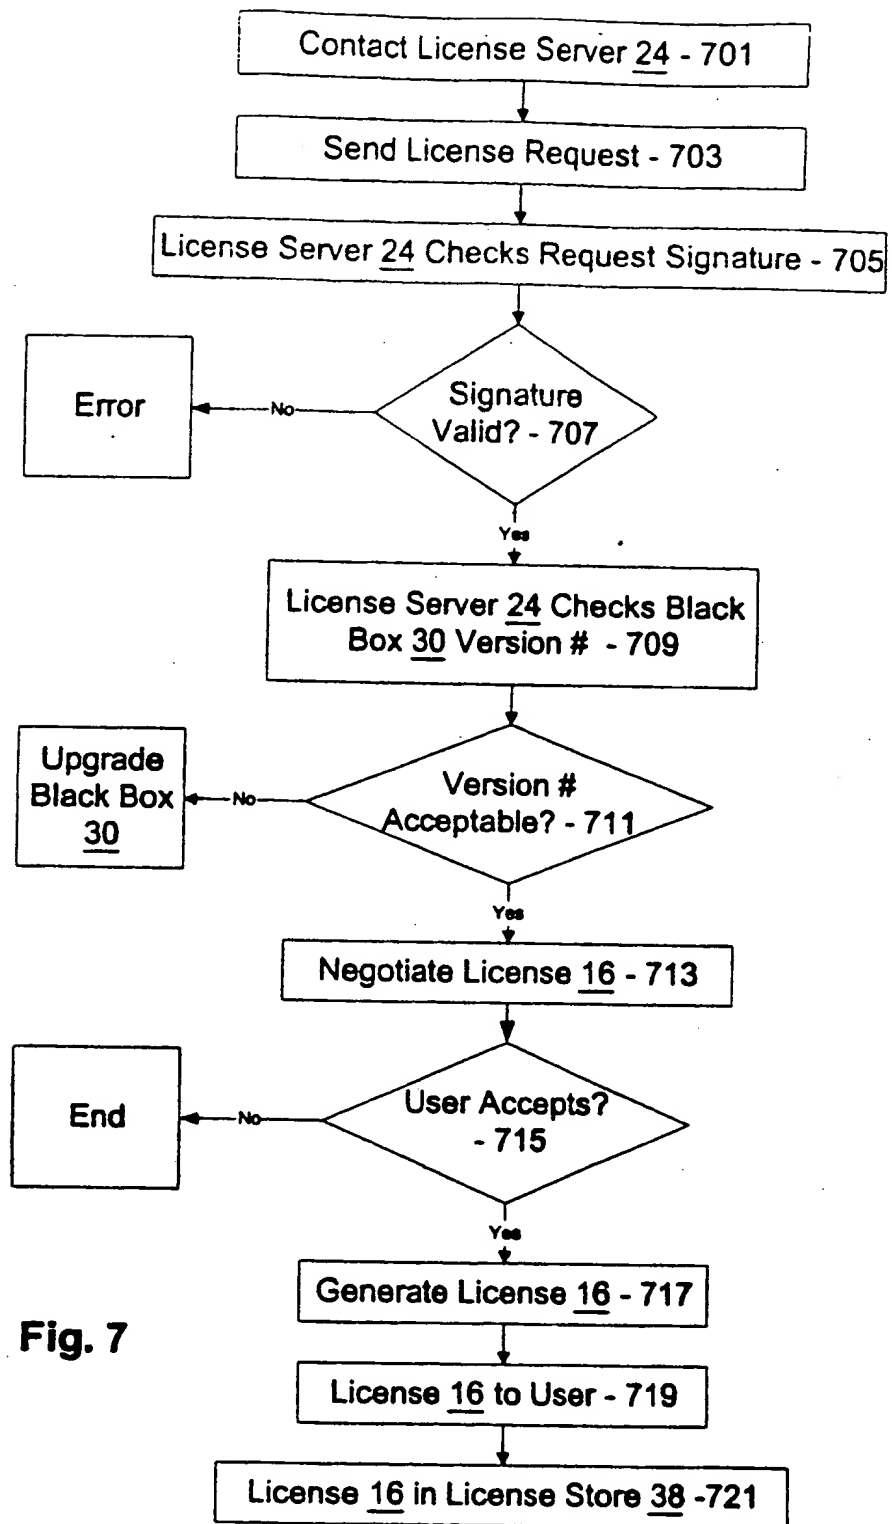 Contact License Server 24 - 701
Send License Request - 703
License Server 24 Checks Request Signature - 705
Error
No
Signature
Valid? - 707
Yes
License Server 24 Checks Black
Box 30 Version # - 709
Upgrade
Black Box
30
No
Version #
Acceptable? - 711
Yes
Negotiate License 16 - 713
End
No
User Accepts?
- 715
Yes
Generate License 16 - 717
Fig. 7
License 16 to User - 719
License 16 in License Store 38 -721